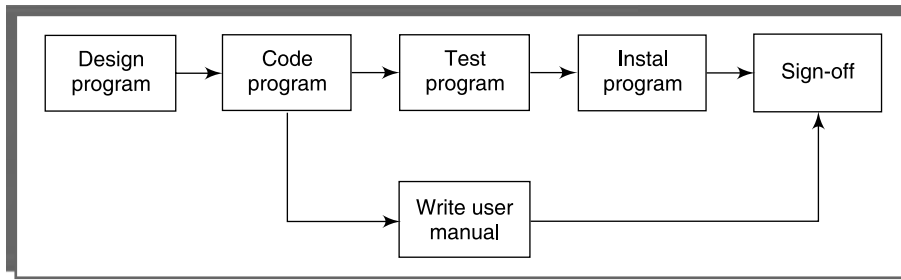 Design
program
Code
program
Test
program
Instal
program
Sign-off
Write user
manual